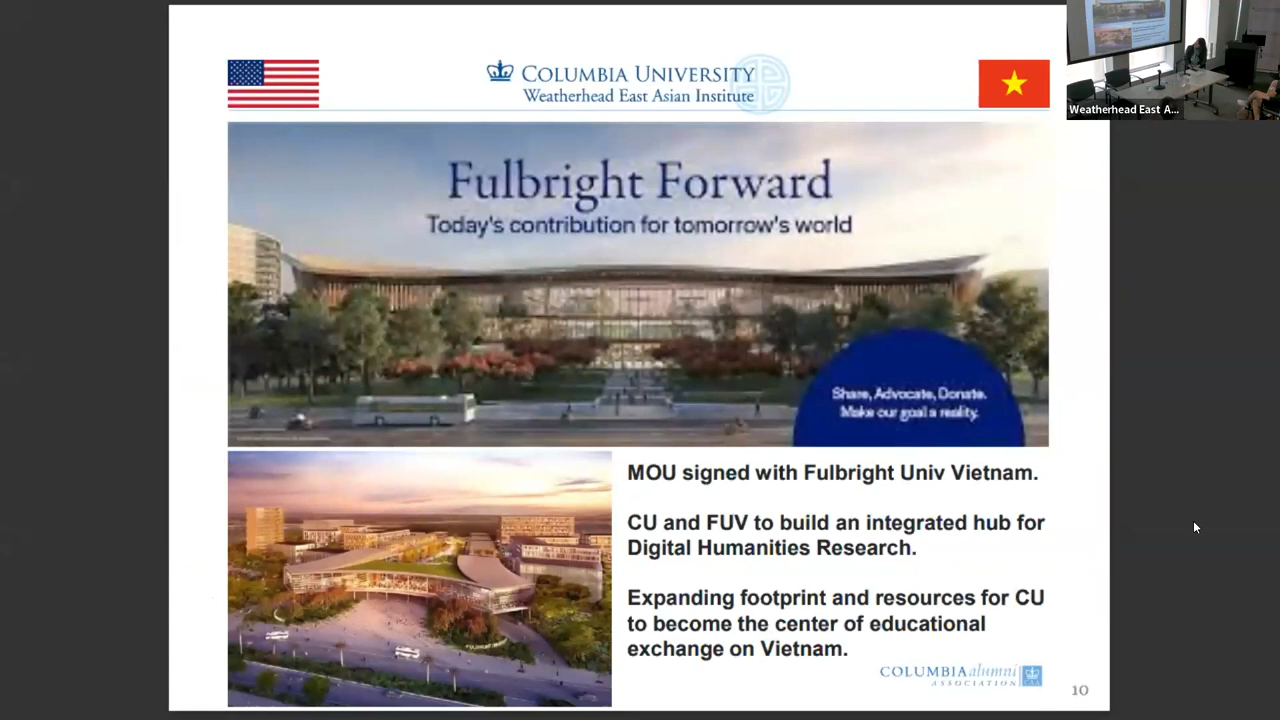 COLUMBIA UNIVERSITY
Weatherhead East Asian Institute
Weatherhead East A...
Fulbright Forward
Today's contribution for tomorrow's world
Share, Advocate, Donate.
Make our goal a reality.
MOU signed with Fulbright Univ Vietnam.
CU and FUV to build an integrated hub for
Digital Humanities Research.
Expanding footprint and resources for CU
to become the center of educational
exchange on Vietnam.
COLUMBIA alumni
ASSOCIATION
10